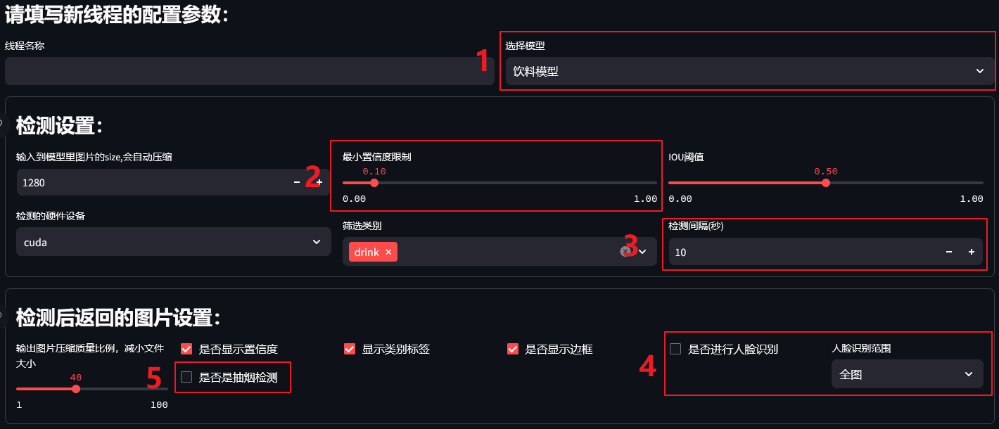 请填写新线程的配置参数：
线程名称
1
选择模型
饮料模型
检测设置：
输入到模型里图片的size,会自动压缩
1280
2
最小置信度限制
0.10
0.00
1.00
IOU阈值
0.50
0.00
1.00
检测的硬件设备
cuda
筛选类别
drink
3
检测间隔(秒)
10
检测后返回的图片设置：
输出图片压缩质量比例，减小文件
大小
40
1
100
是否显示置信度
显示类别标签
是否显示边框
5
是否是抽烟检测
4
是否进行人脸识别
人脸识别范围
全图